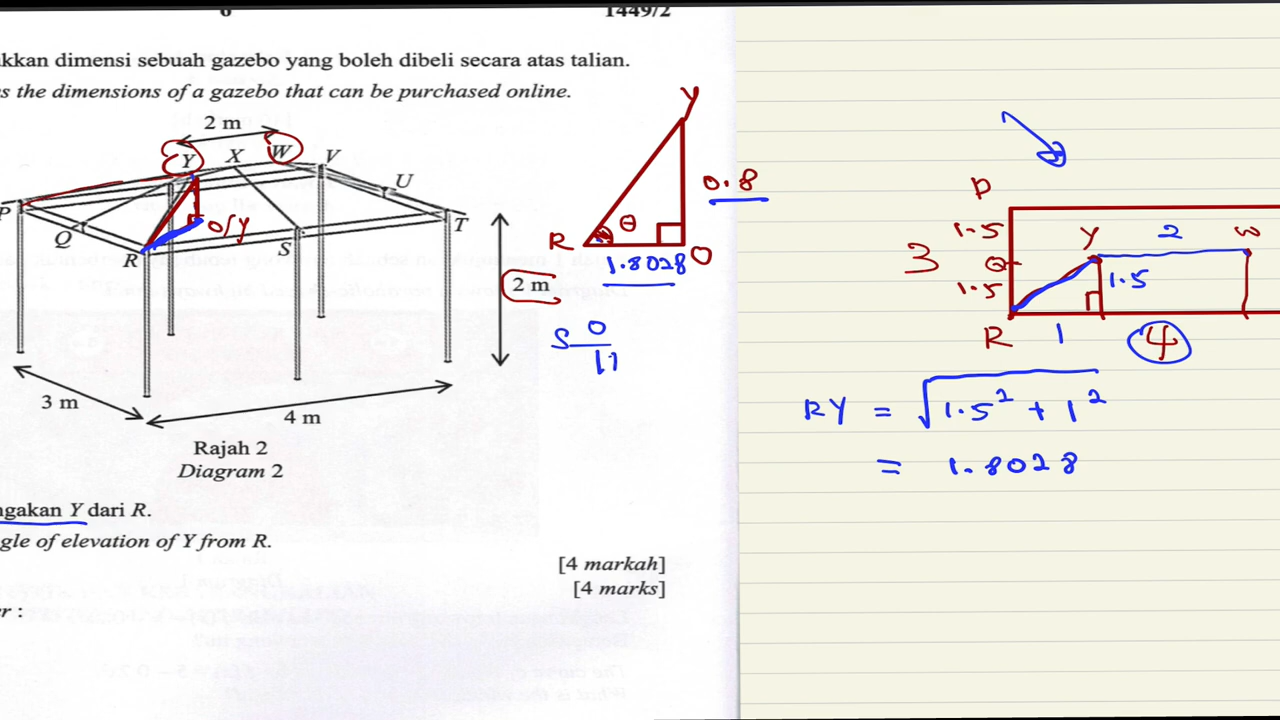 6
1449/2
kkan dimensi sebuah gazebo yang boleh dibeli secara atas talian.
s the dimensions of a gazebo that can be purchased online.
2 m
P
Q
R
Y
X
W
V
U
T
S
O/Y
2 m
3 m
4 m
Rajah 2
Diagram 2
ngakan Y dari R.
gle of elevation of Y from R.
[4 markah]
[4 marks]
r :
Y
0.8
θ
R
O
1.8028
S O
H
P
1.5
3
Q
1.5
R
1
4
Y
2
W
1.5
RY = √1.5² + 1²
= 1.8028